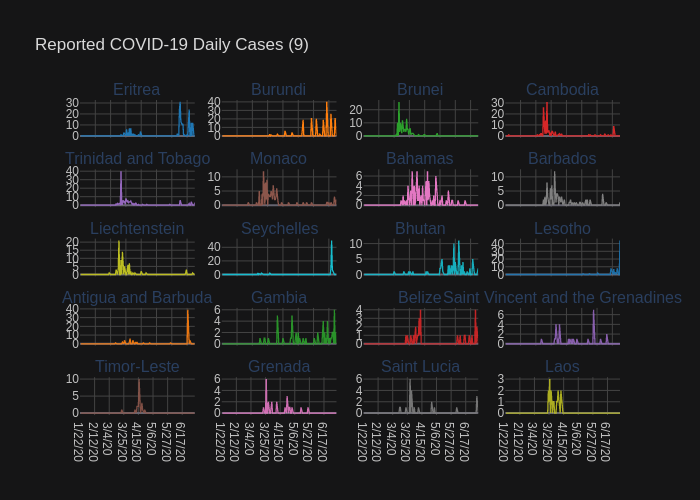 Reported COVID-19 Daily Cases (9)
Eritrea Burundi Brunei Cambodia
30 20 10 0
40 30 20 10 0
20 10 0
30 20 10 0
Trinidad and Tobago Monaco Bahamas Barbados
40 30 20 10 0
10 5 0
6 4 2 0
10 5 0
Liechtenstein Seychelles Bhutan Lesotho
20 15 10 5 0
40 20 0
10 5 0
40 30 20 10 0
Antigua and Barbuda Gambia Belize Saint Vincent and the Grenadines
40 30 20 10 0
6 4 2 0
4 3 2 1 0
6 4 2 0
Timor-Leste Grenada Saint Lucia Laos
10 5 0
6 4 2 0
6 4 2 0
3 2 1 0
1/22/20 2/12/20 3/4/20 3/25/20 4/15/20 5/6/20 5/27/20 6/17/20
1/22/20 2/12/20 3/4/20 3/25/20 4/15/20 5/6/20 5/27/20 6/17/20
1/22/20 2/12/20 3/4/20 3/25/20 4/15/20 5/6/20 5/27/20 6/17/20
1/22/20 2/12/20 3/4/20 3/25/20 4/15/20 5/6/20 5/27/20 6/17/20